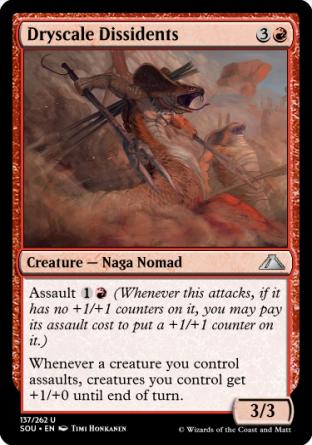 Dryscale Dissidents 3
Creature — Naga Nomad
Assault 1 (Whenever this attacks, if it
has no +1/+1 counters on it, you may pay
its assault cost to put a +1/+1 counter on
it.)
Whenever a creature you control
assaults, creatures you control get
+1/+0 until end of turn.
3/3
137/262 U
SOU • EN Timi Honkanen
© Wizards of the Coast and Matt